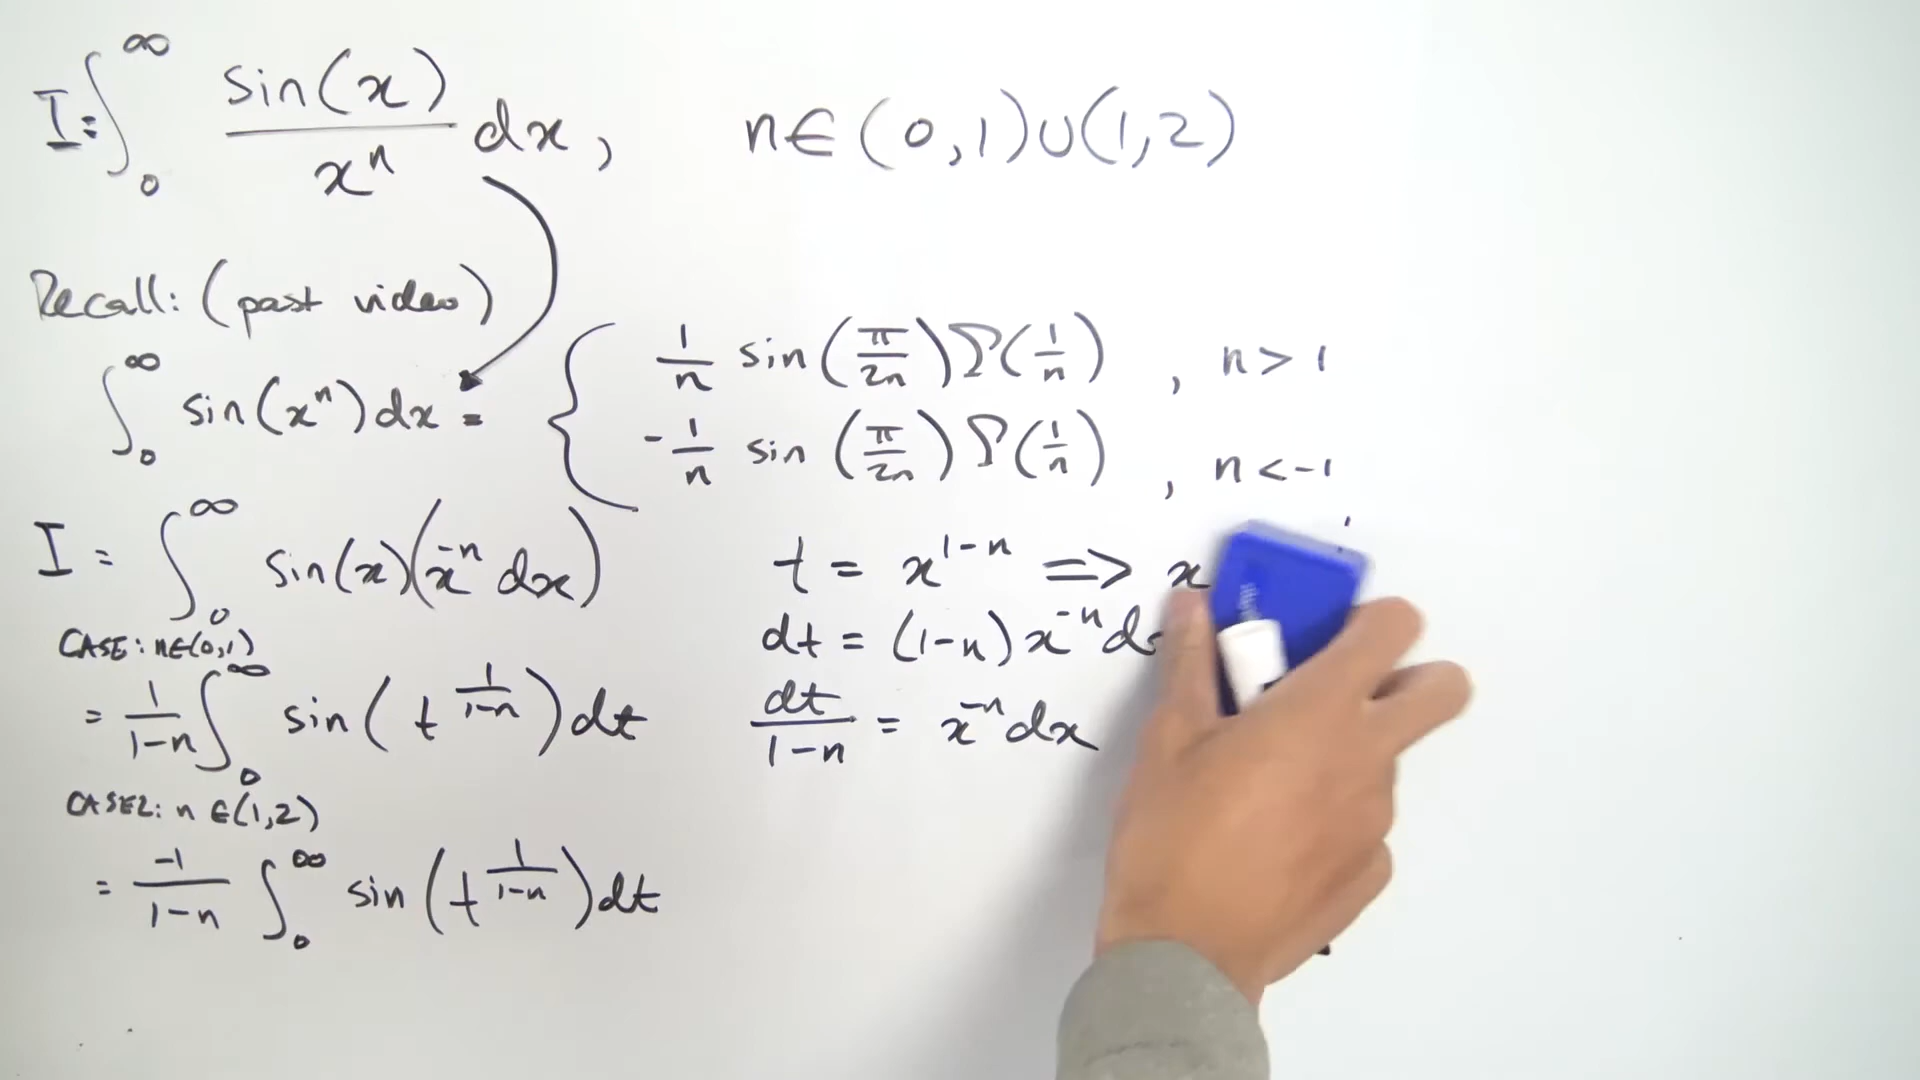 I = ∫₀^∞ sin(x)/xⁿ dx, n∈(0,1)∪(1,2)
Recall: (past video)
∫₀^∞ sin(xⁿ)dx = { 1/n sin(π/2n) Γ(1/n) , n > 1
-1/n sin(π/2n) Γ(1/n) , n < -1
I = ∫₀^∞ sin(x)(x⁻ⁿ dx) t = x^(1-n) => x
CASE: n∈(0,1) dt = (1-n) x⁻ⁿ d
= 1/(1-n) ∫₀^∞ sin(t^(1/(1-n)))dt dt/(1-n) = x⁻ⁿ dx
CASE2: n∈(1,2)
= -1/(1-n) ∫₀^∞ sin(t^(1/(1-n)))dt